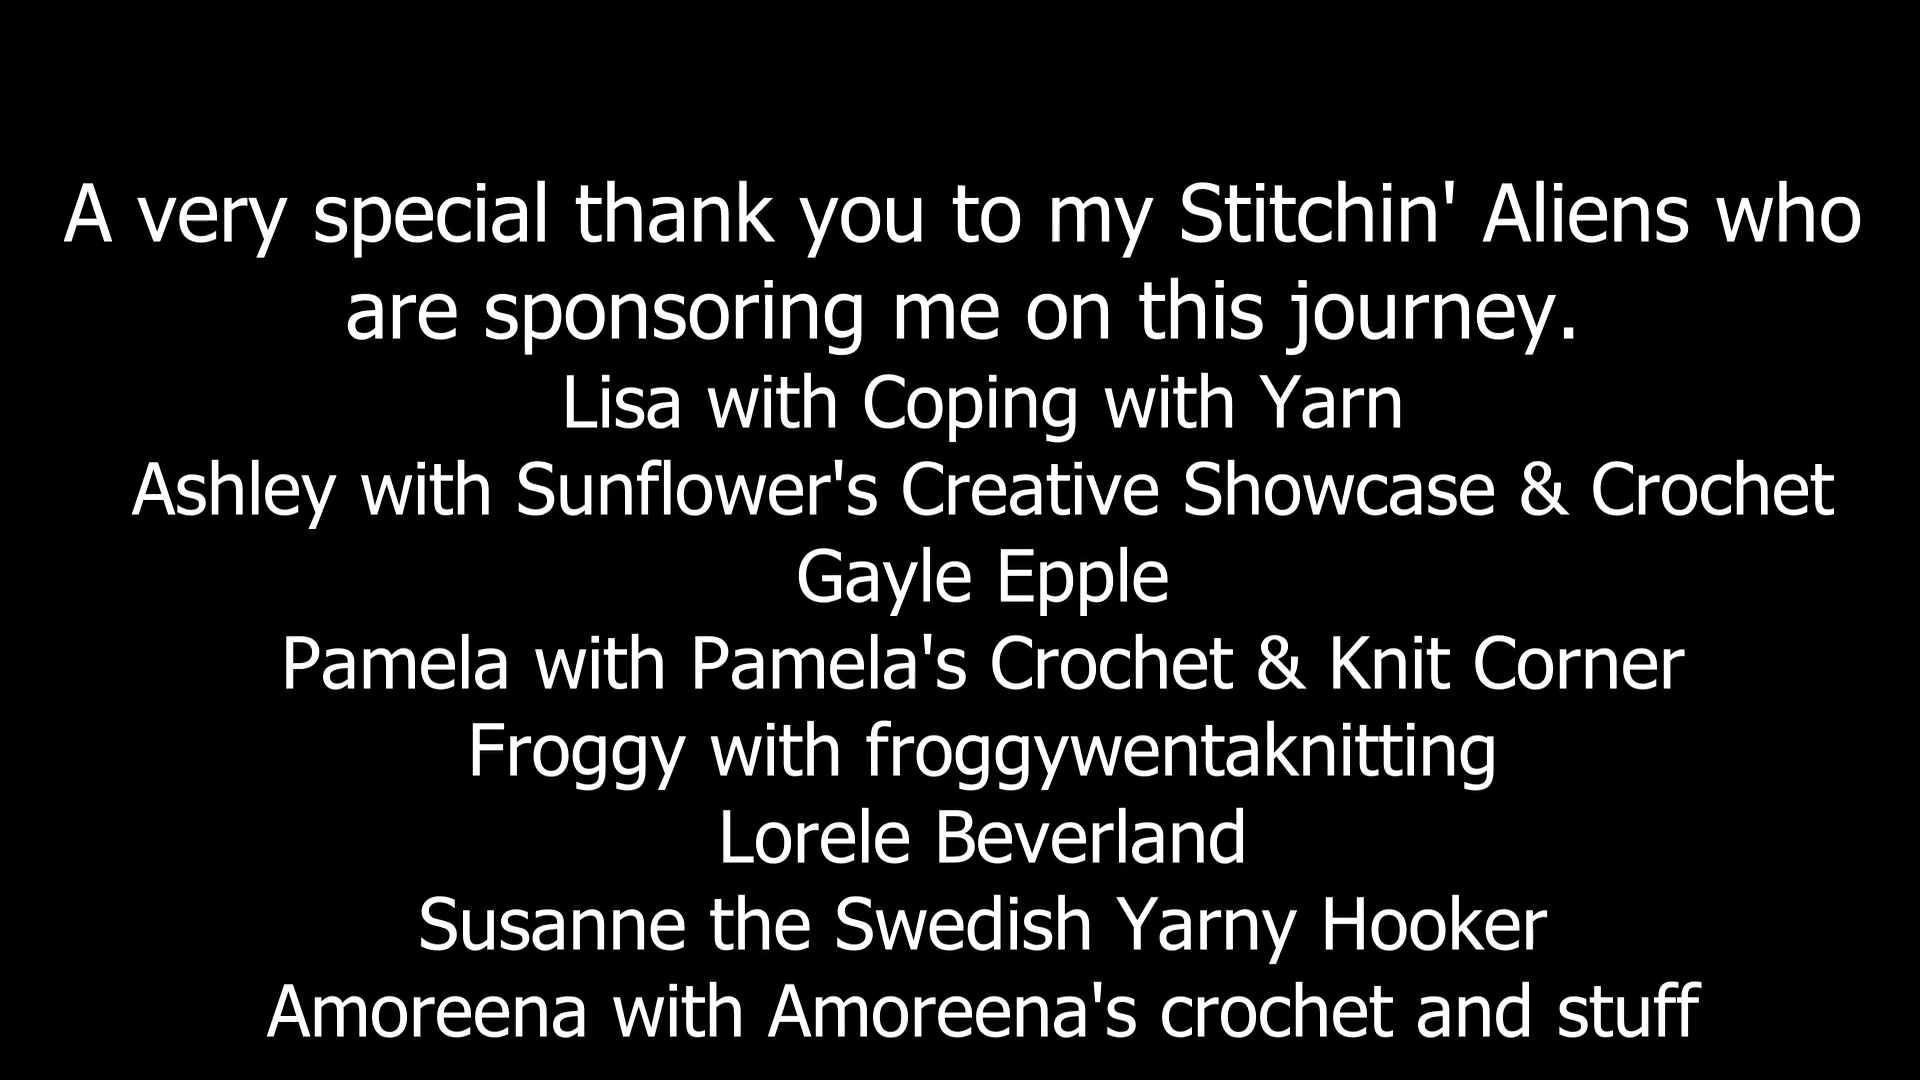 A very special thank you to my Stitchin' Aliens who
are sponsoring me on this journey.
Lisa with Coping with Yarn
Ashley with Sunflower's Creative Showcase & Crochet
Gayle Epple
Pamela with Pamela's Crochet & Knit Corner
Froggy with froggywentaknitting
Lorele Beverland
Susanne the Swedish Yarny Hooker
Amoreena with Amoreena's crochet and stuff